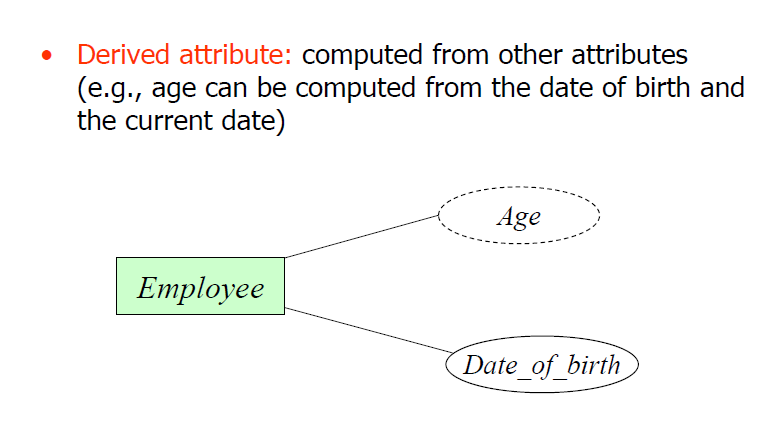 • Derived attribute: computed from other attributes
(e.g., age can be computed from the date of birth and
the current date)
Age
Employee
Date_of_birth